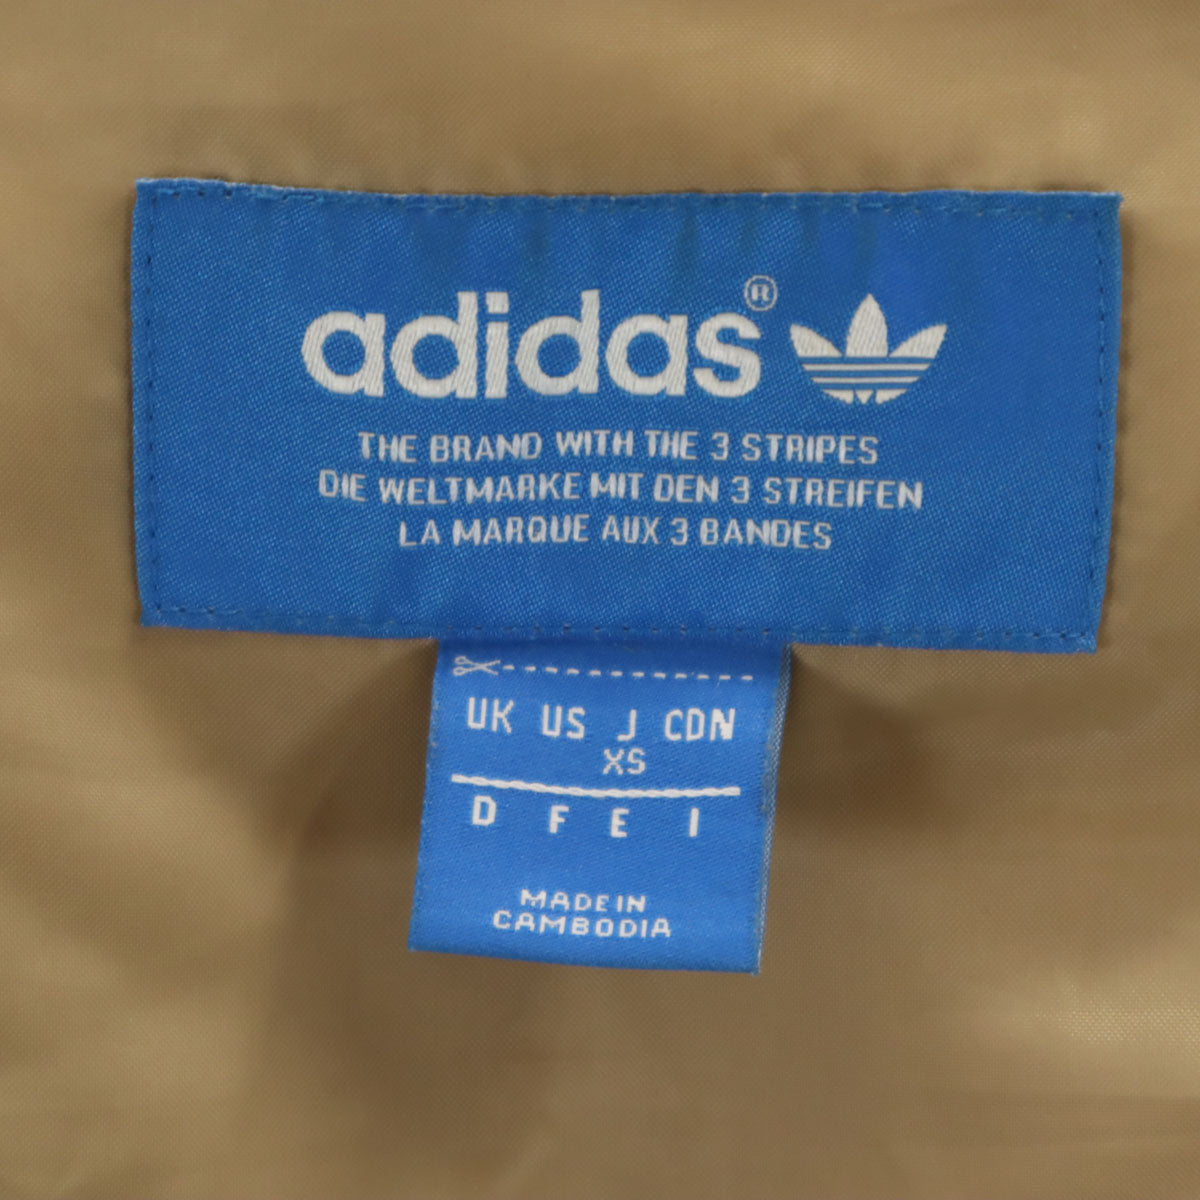 adidas®
THE BRAND WITH THE 3 STRIPES
DIE WELTMARKE MIT DEN 3 STREIFEN
LA MARQUE AUX 3 BANDES
UK US J CDN
XS
D F E I
MADE IN
CAMBODIA